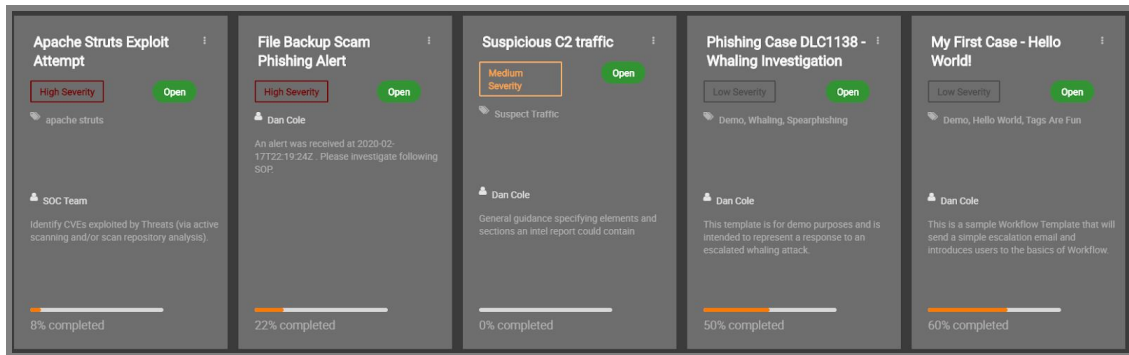 Apache Struts Exploit
Attempt
High Severity
Open
apache struts
SOC Team
Identify CVEs exploited by Threats (via active
scanning and/or scan repository analysis).
8% completed
File Backup Scam
Phishing Alert
High Severity
Open
Dan Cole
An alert was received at 2020-02-
17T22:19:24Z . Please investigate following
SOP.
22% completed
Suspicious C2 traffic
Medium
Severity
Open
Suspect Traffic
Dan Cole
General guidance specifying elements and
sections an intel report could contain
0% completed
Phishing Case DLC1138 -
Whaling Investigation
Low Severity
Open
Demo, Whaling, Spearphishing
Dan Cole
This template is for demo purposes and is
intended to represent a response to an
escalated whaling attack.
50% completed
My First Case - Hello
World!
Low Severity
Open
Demo, Hello World, Tags Are Fun
Dan Cole
This is a sample Workflow Template that will
send a simple escalation email and
introduces users to the basics of Workflow.
60% completed